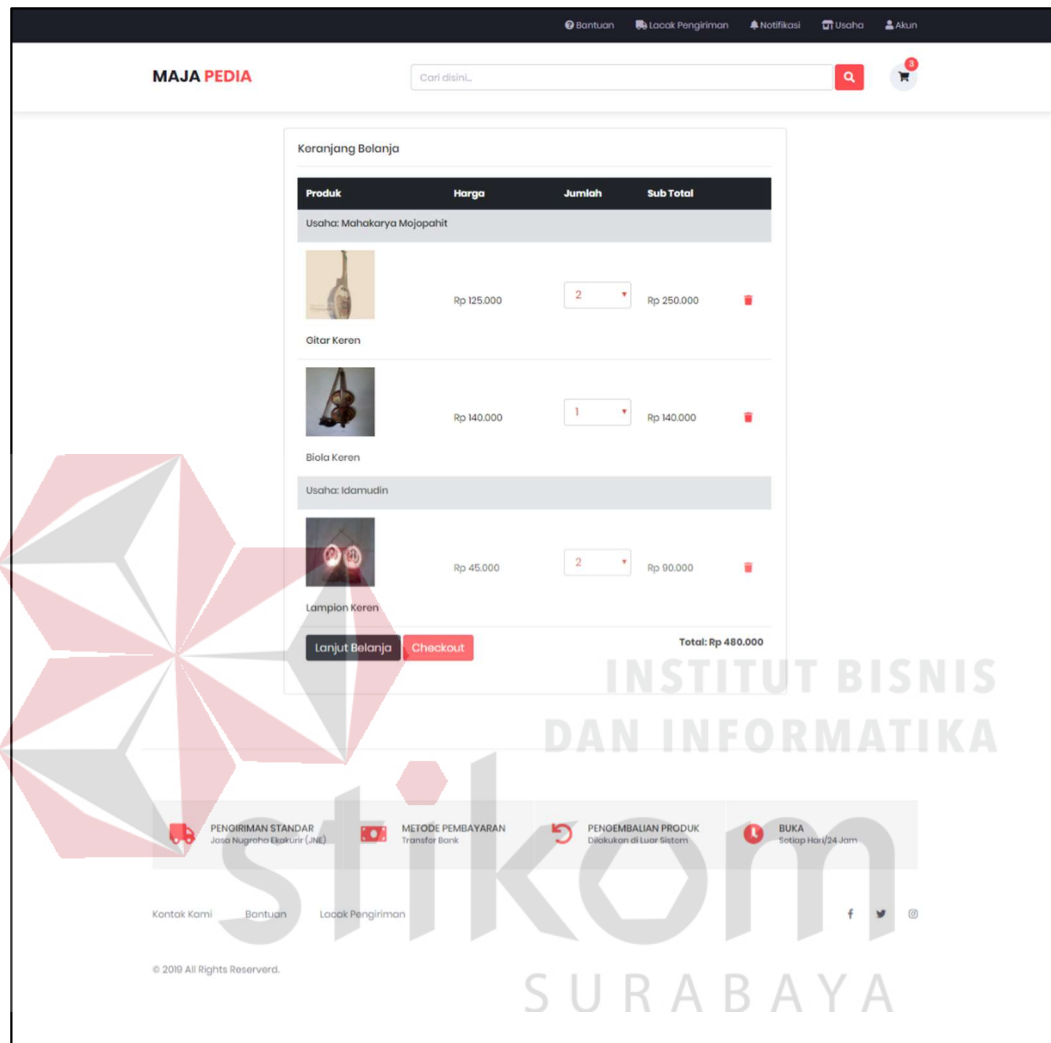 Bantuan Lacak Pengiriman Notifikasi Usaha Akun
MAJA PEDIA
Cari disini...
3
Keranjang Belanja
Produk Harga Jumlah Sub Total
Usaha: Mahakarya Mojopahit
Rp 125.000 2 Rp 250.000
Gitar Keren
Rp 140.000 1 Rp 140.000
Biola Keren
Usaha: Idamudin
Rp 45.000 2 Rp 90.000
Lampion Keren
Lanjut Belanja Checkout Total: Rp 480.000
INSTITUT BISNIS
DAN INFORMATIKA
stikom
SURABAYA
PENGIRIMAN STANDAR
Jasa Nugraha Ekakurir (JNE)
METODE PEMBAYARAN
Transfer Bank
PENGEMBALIAN PRODUK
Dilakukan di Luar Sistem
BUKA
Setiap Hari/24 Jam
Kontak Kami Bantuan Lacak Pengiriman
© 2019 All Rights Reserverd.